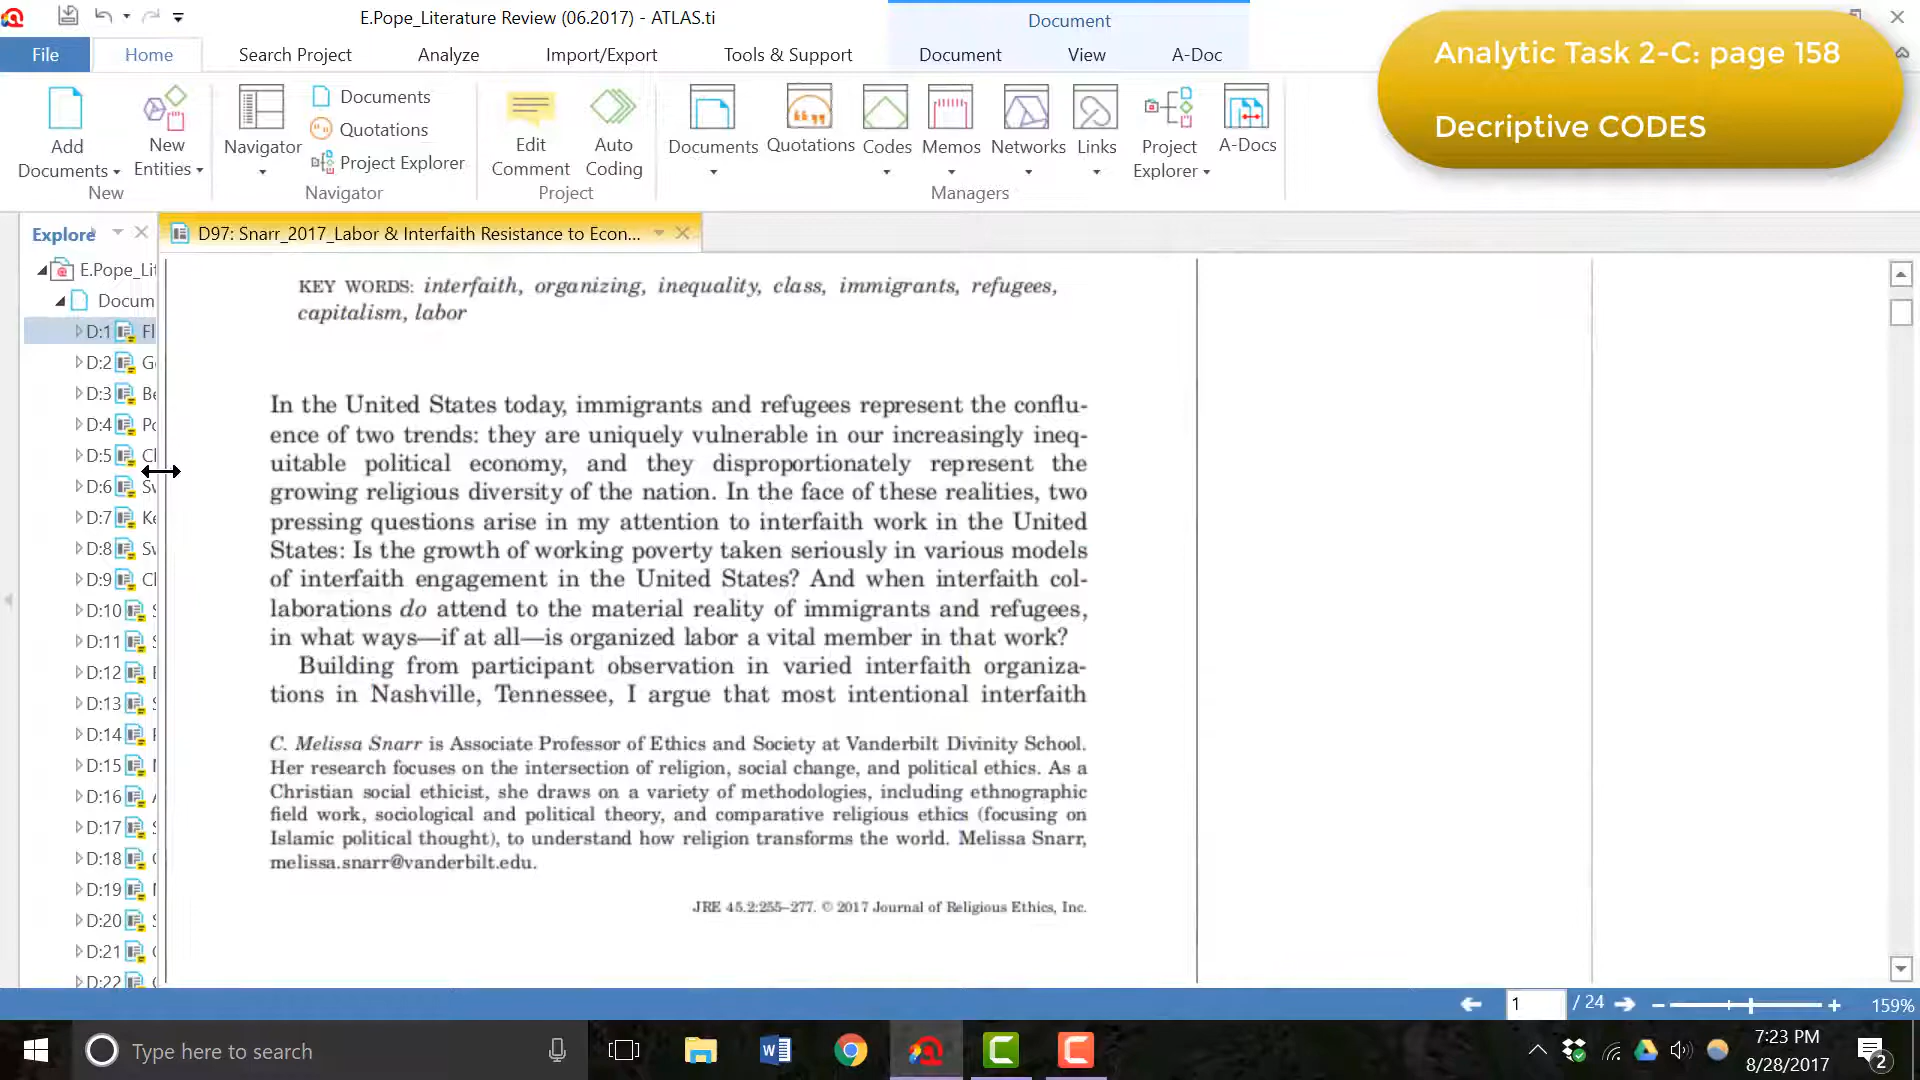 E.Pope_Literature Review (06.2017) - ATLAS.ti
Document
File
Home
Search Project
Analyze
Import/Export
Tools & Support
Document
View
A-Doc
Analytic Task 2-C: page 158
Decriptive CODES
Add
Documents
New
Entities
New
Navigator
Documents
Quotations
Project Explorer
Navigator
Edit
Comment
Auto
Coding
Project
Documents
Quotations
Codes
Memos
Networks
Links
Project
Explorer
A-Docs
Managers
Explore
D97: Snarr_2017_Labor & Interfaith Resistance to Econ...
E.Pope_Lit
Docum
D:1 Fl
D:2 Ge
D:3 Be
D:4 Po
D:5 Cl
D:6 Sv
D:7 Ke
D:8 Sv
D:9 Cl
D:10
D:11
D:12
D:13
D:14
D:15
D:16
D:17
D:18
D:19
D:20
D:21
D:22
KEY WORDS: interfaith, organizing, inequality, class, immigrants, refugees,
capitalism, labor
In the United States today, immigrants and refugees represent the conflu-
ence of two trends: they are uniquely vulnerable in our increasingly ineq-
uitable political economy, and they disproportionately represent the
growing religious diversity of the nation. In the face of these realities, two
pressing questions arise in my attention to interfaith work in the United
States: Is the growth of working poverty taken seriously in various models
of interfaith engagement in the United States? And when interfaith col-
laborations do attend to the material reality of immigrants and refugees,
in what ways—if at all—is organized labor a vital member in that work?
Building from participant observation in varied interfaith organiza-
tions in Nashville, Tennessee, I argue that most intentional interfaith
C. Melissa Snarr is Associate Professor of Ethics and Society at Vanderbilt Divinity School.
Her research focuses on the intersection of religion, social change, and political ethics. As a
Christian social ethicist, she draws on a variety of methodologies, including ethnographic
field work, sociological and political theory, and comparative religious ethics (focusing on
Islamic political thought), to understand how religion transforms the world. Melissa Snarr,
melissa.snarr@vanderbilt.edu.
JRE 45.2:255–277. © 2017 Journal of Religious Ethics, Inc.
1 / 24
159%
Type here to search
7:23 PM
8/28/2017
2